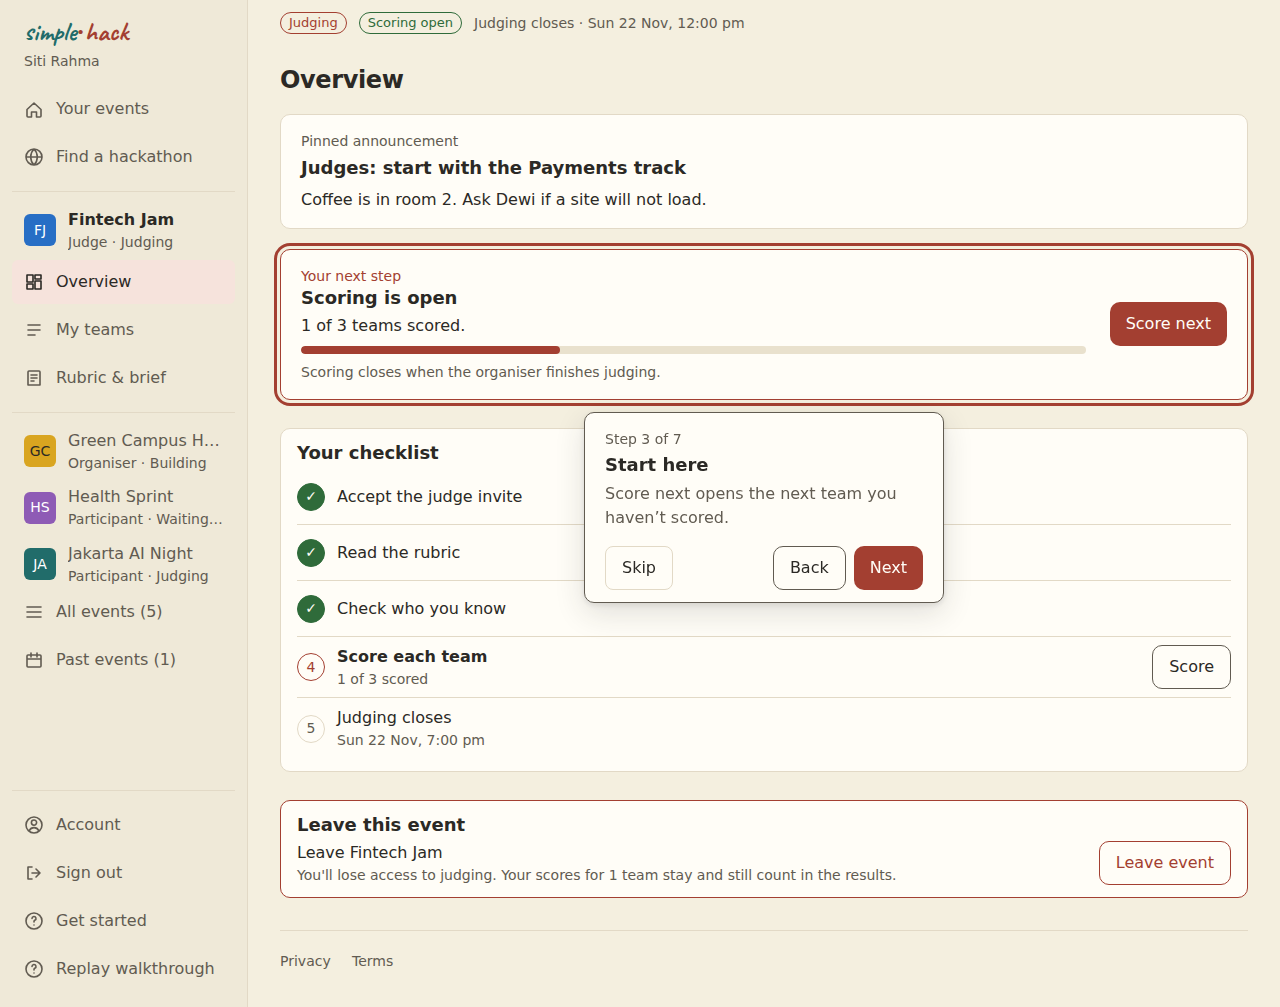 simple·hack
Siti Rahma
Your events
Find a hackathon
FJ
Fintech Jam
Judge · Judging
Overview
My teams
Rubric & brief
GC
Green Campus H…
Organiser · Building
HS
Health Sprint
Participant · Waiting…
JA
Jakarta AI Night
Participant · Judging
All events (5)
Past events (1)
Account
Sign out
Get started
Replay walkthrough
Judging
Scoring open
Judging closes · Sun 22 Nov, 12:00 pm
Overview
Pinned announcement
Judges: start with the Payments track
Coffee is in room 2. Ask Dewi if a site will not load.
Your next step
Scoring is open
1 of 3 teams scored.
Scoring closes when the organiser finishes judging.
Score next
Step 3 of 7
Start here
Score next opens the next team you
haven’t scored.
Skip
Back
Next
Your checklist
✓ Accept the judge invite
✓ Read the rubric
✓ Check who you know
4
Score each team
1 of 3 scored
Score
5
Judging closes
Sun 22 Nov, 7:00 pm
Leave this event
Leave Fintech Jam
You'll lose access to judging. Your scores for 1 team stay and still count in the results.
Leave event
Privacy
Terms